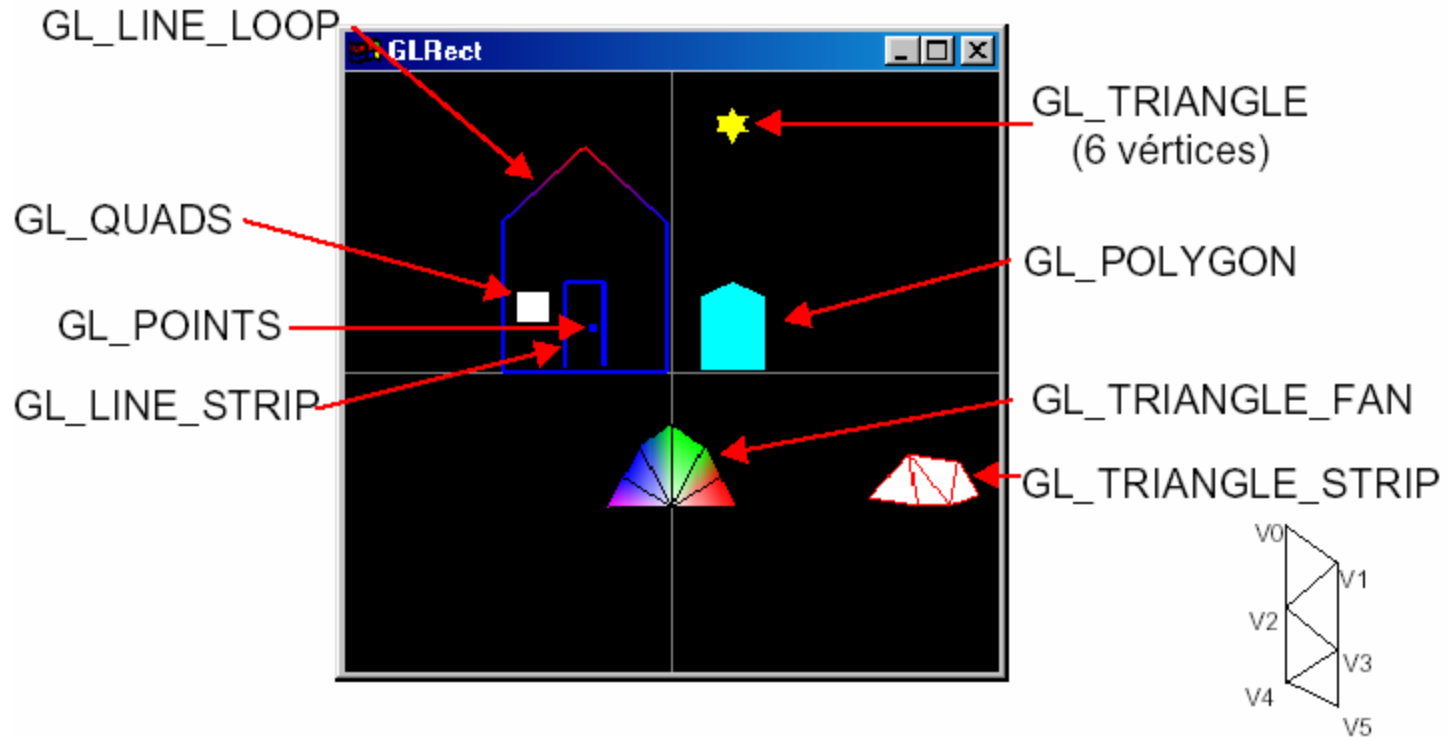 GL_LINE_LOOP
GLRect
GL_TRIANGLE
(6 vértices)
GL_QUADS
GL_POLYGON
GL_POINTS
GL_LINE_STRIP
GL_TRIANGLE_FAN
GL_TRIANGLE_STRIP
V0
V1
V2
V3
V4
V5